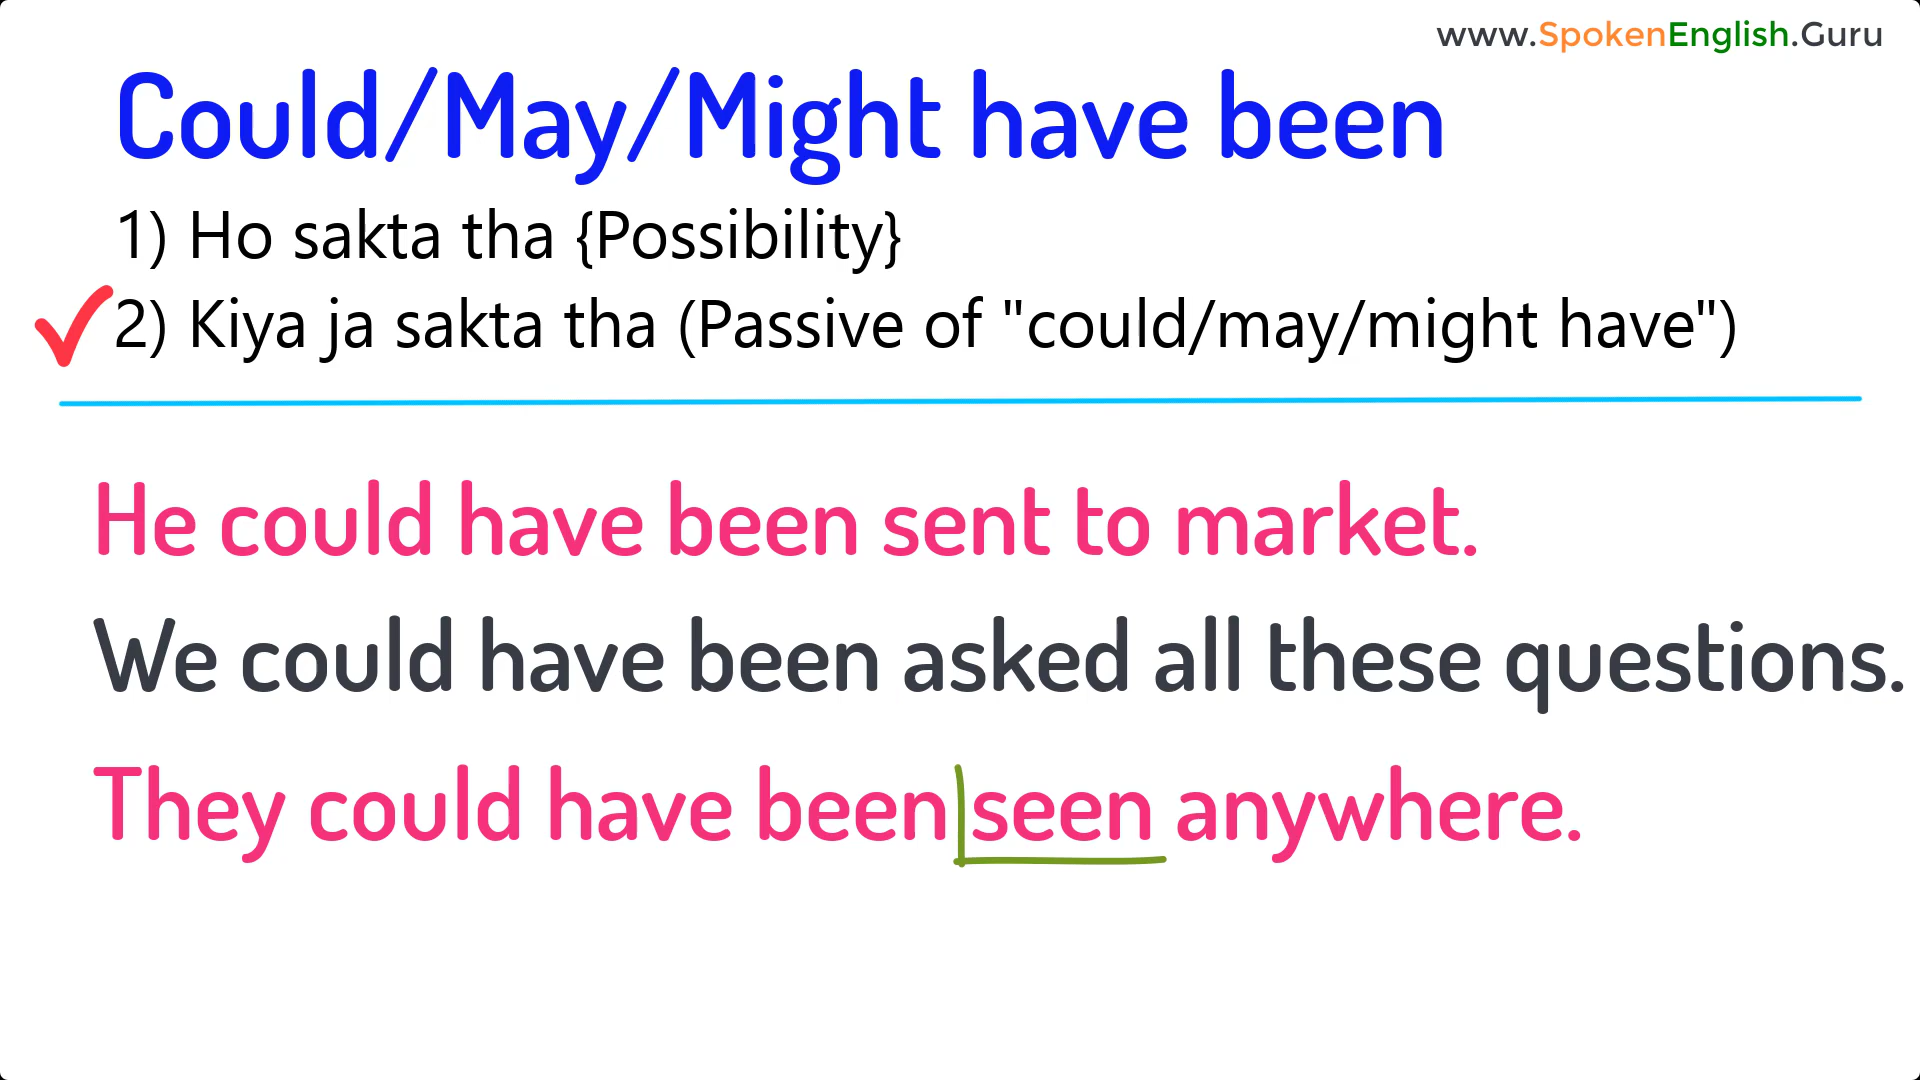 www.SpokenEnglish.Guru
Could/May/Might have been
1) Ho sakta tha {Possibility}
2) Kiya ja sakta tha (Passive of "could/may/might have")
He could have been sent to market.
We could have been asked all these questions.
They could have been seen anywhere.